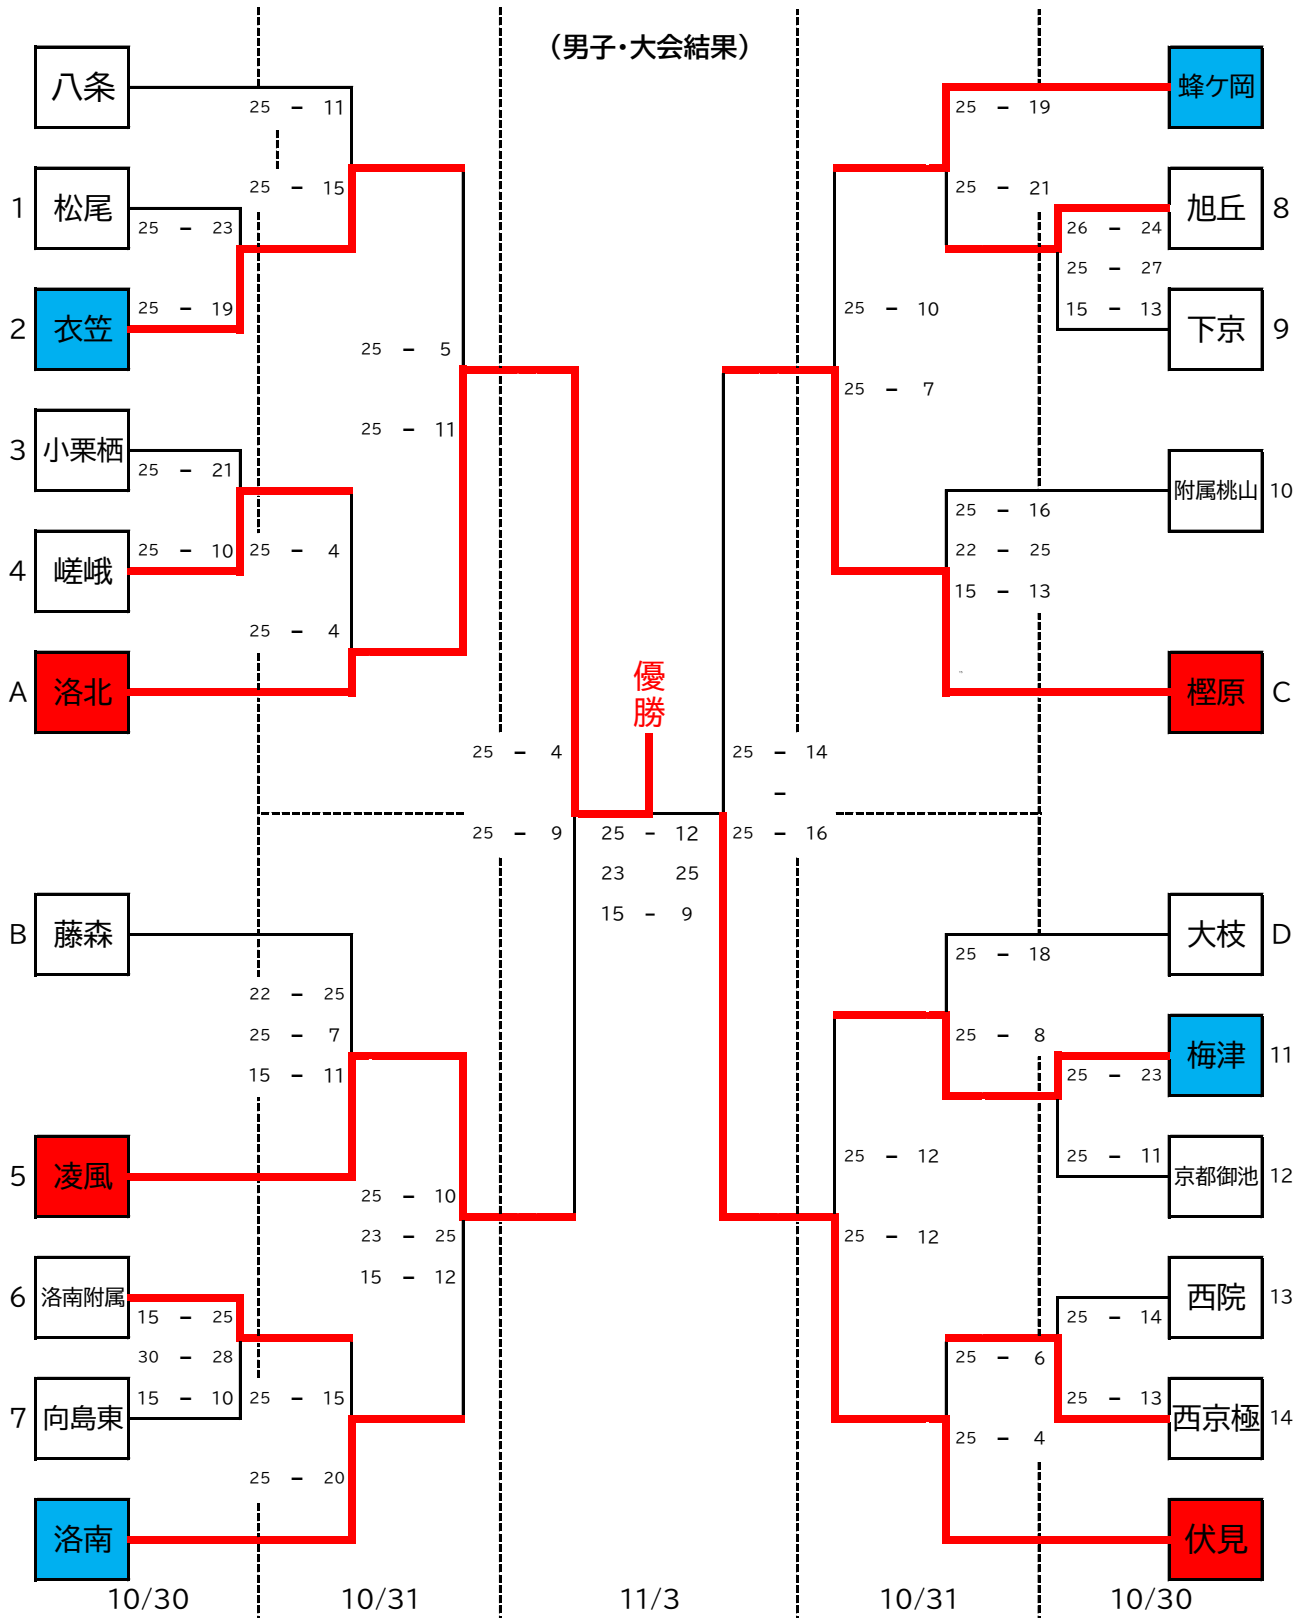 （男子・大会結果）
八条
25 － 11
25 － 15
1 松尾
25 － 23
25 － 19
2 衣笠
25 － 5
25 － 11
3 小栗栖
25 － 21
25 － 10
4 嵯峨
25 － 4
25 － 4
A 洛北
25 － 4
25 － 9
B 藤森
22 － 25
25 － 7
15 － 11
5 凌風
25 － 10
23 － 25
15 － 12
6 洛南附属
15 － 25
30 － 28
15 － 10
7 向島東
25 － 15
25 － 20
洛南
優勝
25 － 12
23 25
15 － 9
蜂ケ岡
25 － 19
25 － 21
旭丘 8
26 － 24
25 － 27
15 － 13
下京 9
25 － 10
25 － 7
附属桃山 10
25 － 16
22 － 25
15 － 13
樫原 C
25 － 14
－
25 － 16
大枝 D
25 － 18
25 － 8
梅津 11
25 － 23
25 － 11
京都御池 12
25 － 12
25 － 12
西院 13
25 － 14
25 － 13
西京極 14
25 － 6
25 － 4
伏見
10/30 10/31 11/3 10/31 10/30